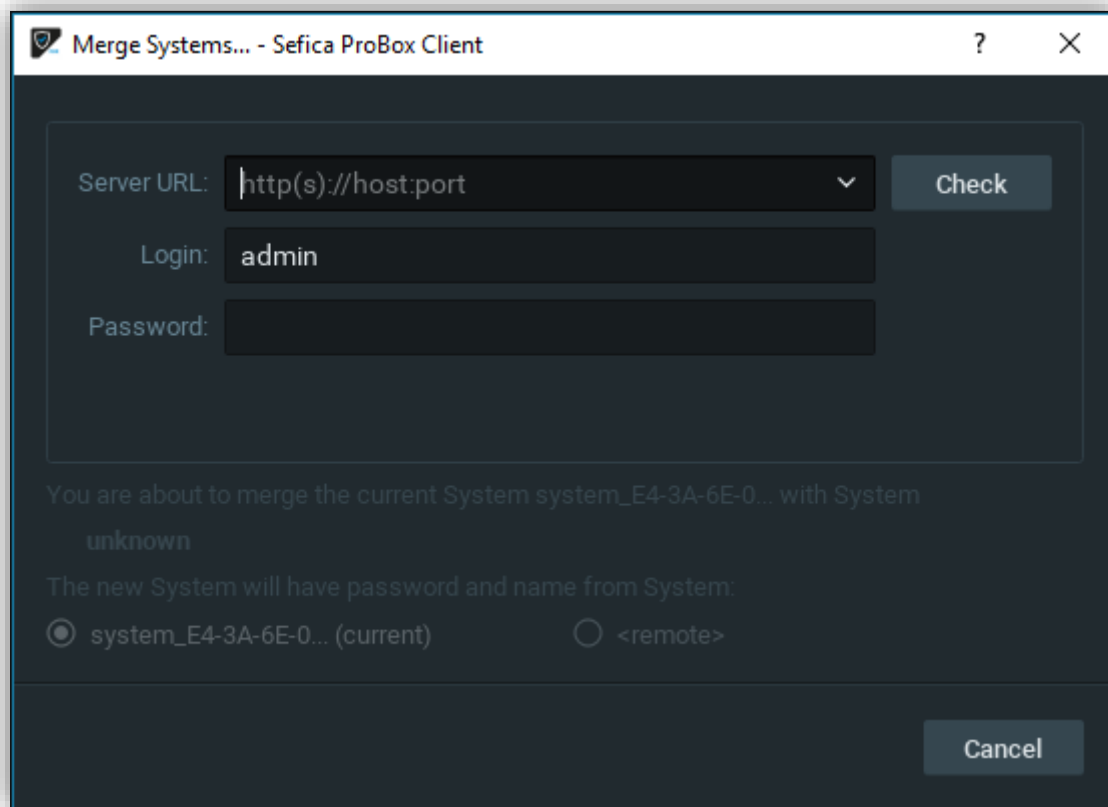 Merge Systems... - Sefica ProBox Client ?
Server URL: http(s)://host:port Check
Login: admin
Password:
You are about to merge the current System system_E4-3A-6E-0... with System
unknown
The new System will have password and name from System:
system_E4-3A-6E-0... (current) <remote>
Cancel